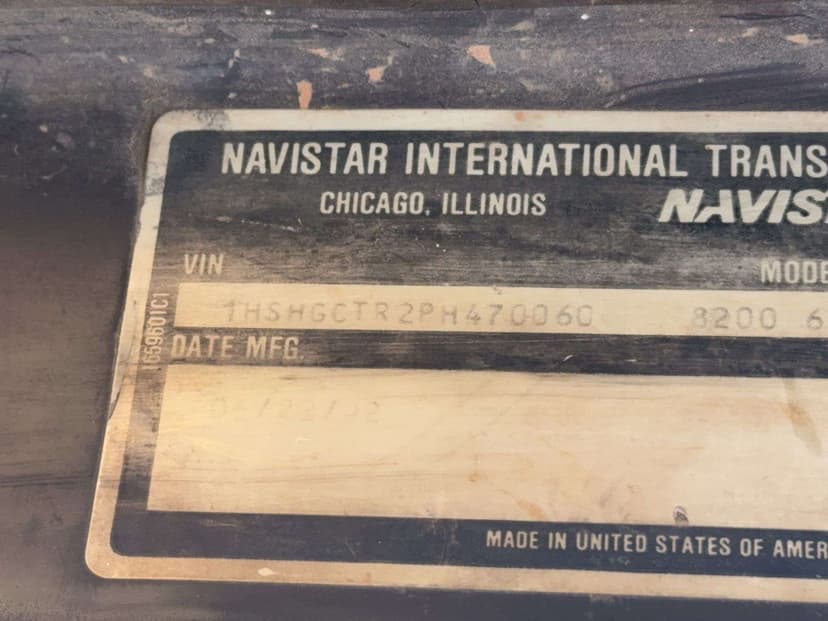 NAVISTAR INTERNATIONAL TRANS
CHICAGO, ILLINOIS
NAVIS
VIN
MODE
1HSHGCTR2PH470060
8200 6
1659601C1
DATE MFG.
MADE IN UNITED STATES OF AMER